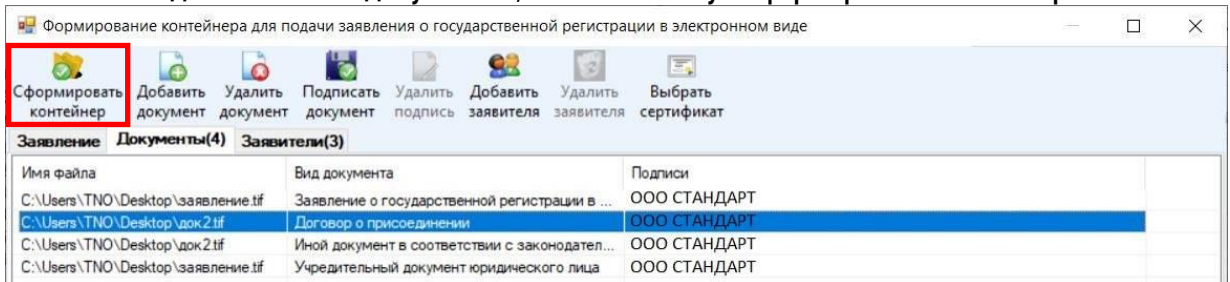 Формирование контейнера для подачи заявления о государственной регистрации в электронном виде
Сформировать контейнер
Добавить документ
Удалить документ
Подписать документ
Удалить подпись
Добавить заявителя
Удалить заявителя
Выбрать сертификат
Заявление Документы(4) Заявители(3)
Имя файла Вид документа Подписи
C:\Users\TNO\Desktop\заявление.tif Заявление о государственной регистрации в ... ООО СТАНДАРТ
C:\Users\TNO\Desktop\док2.tif Договор о присоединении ООО СТАНДАРТ
C:\Users\TNO\Desktop\док2.tif Иной документ в соответствии с законодател... ООО СТАНДАРТ
C:\Users\TNO\Desktop\заявление.tif Учредительный документ юридического лица ООО СТАНДАРТ